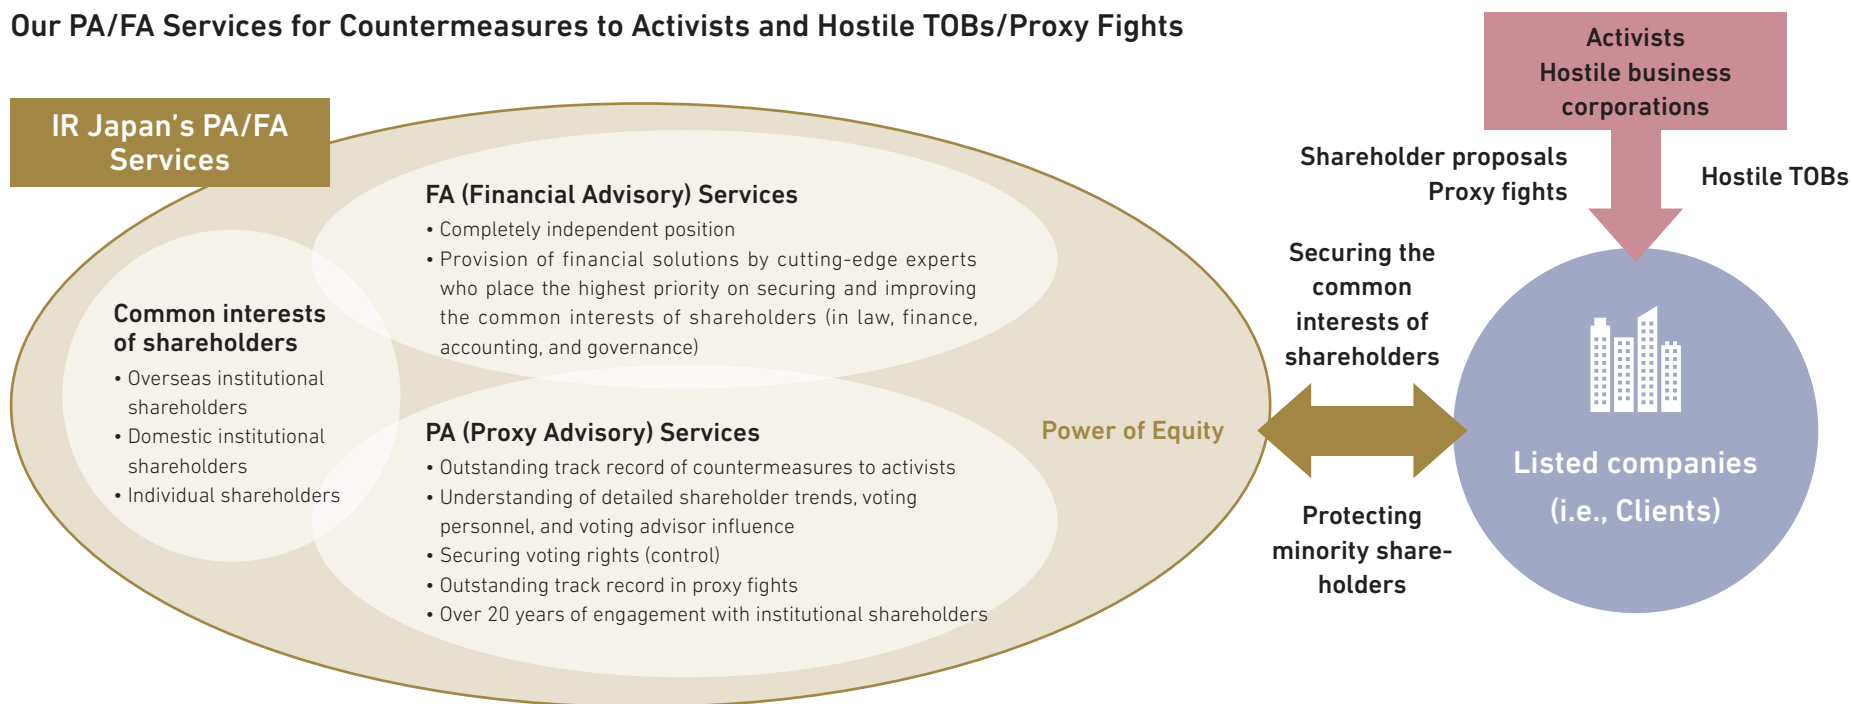 Our PA/FA Services for Countermeasures to Activists and Hostile TOBs/Proxy Fights
IR Japan's PA/FA
Services
Common interests
of shareholders
• Overseas institutional
shareholders
• Domestic institutional
shareholders
• Individual shareholders
FA (Financial Advisory) Services
• Completely independent position
• Provision of financial solutions by cutting-edge experts
who place the highest priority on securing and improving
the common interests of shareholders (in law, finance,
accounting, and governance)
PA (Proxy Advisory) Services
• Outstanding track record of countermeasures to activists
• Understanding of detailed shareholder trends, voting
personnel, and voting advisor influence
• Securing voting rights (control)
• Outstanding track record in proxy fights
• Over 20 years of engagement with institutional shareholders
Power of Equity
Activists
Hostile business
corporations
Shareholder proposals
Proxy fights
Hostile TOBs
Securing the
common
interests of
shareholders
Protecting
minority share-
holders
Listed companies
(i.e., Clients)